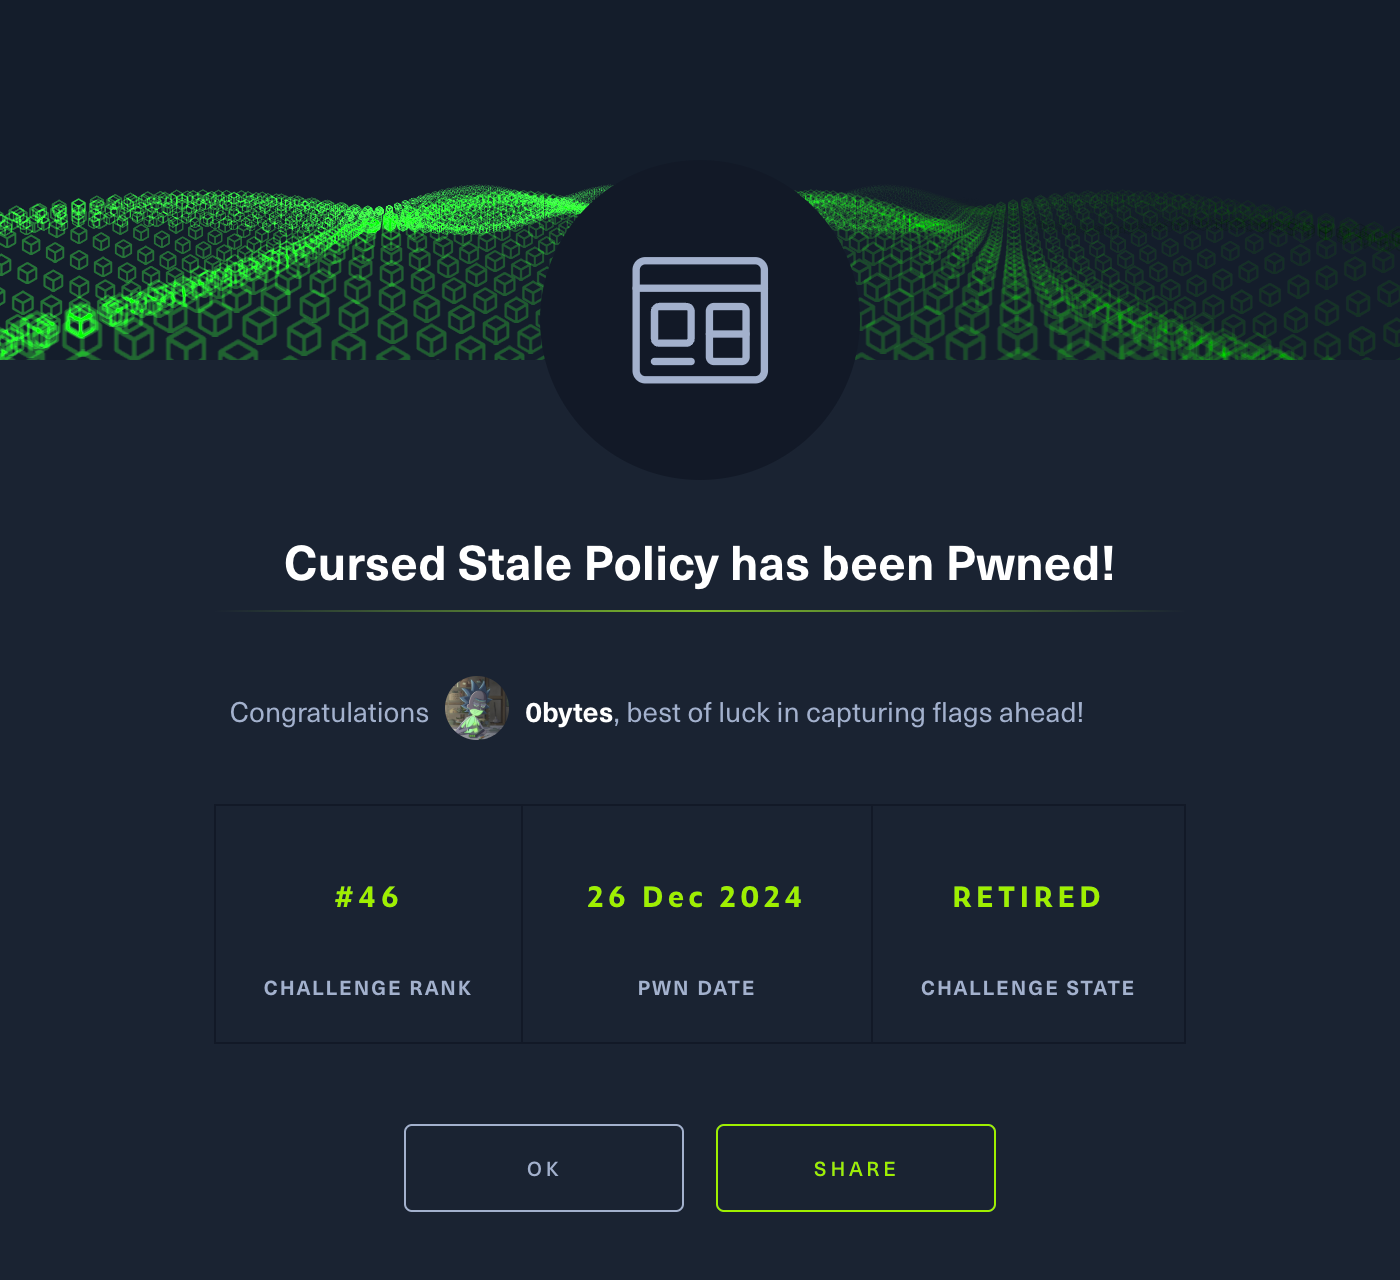 Cursed Stale Policy has been Pwned!
Congratulations 0bytes, best of luck in capturing flags ahead!
#46
CHALLENGE RANK
26 Dec 2024
PWN DATE
RETIRED
CHALLENGE STATE
OK
SHARE